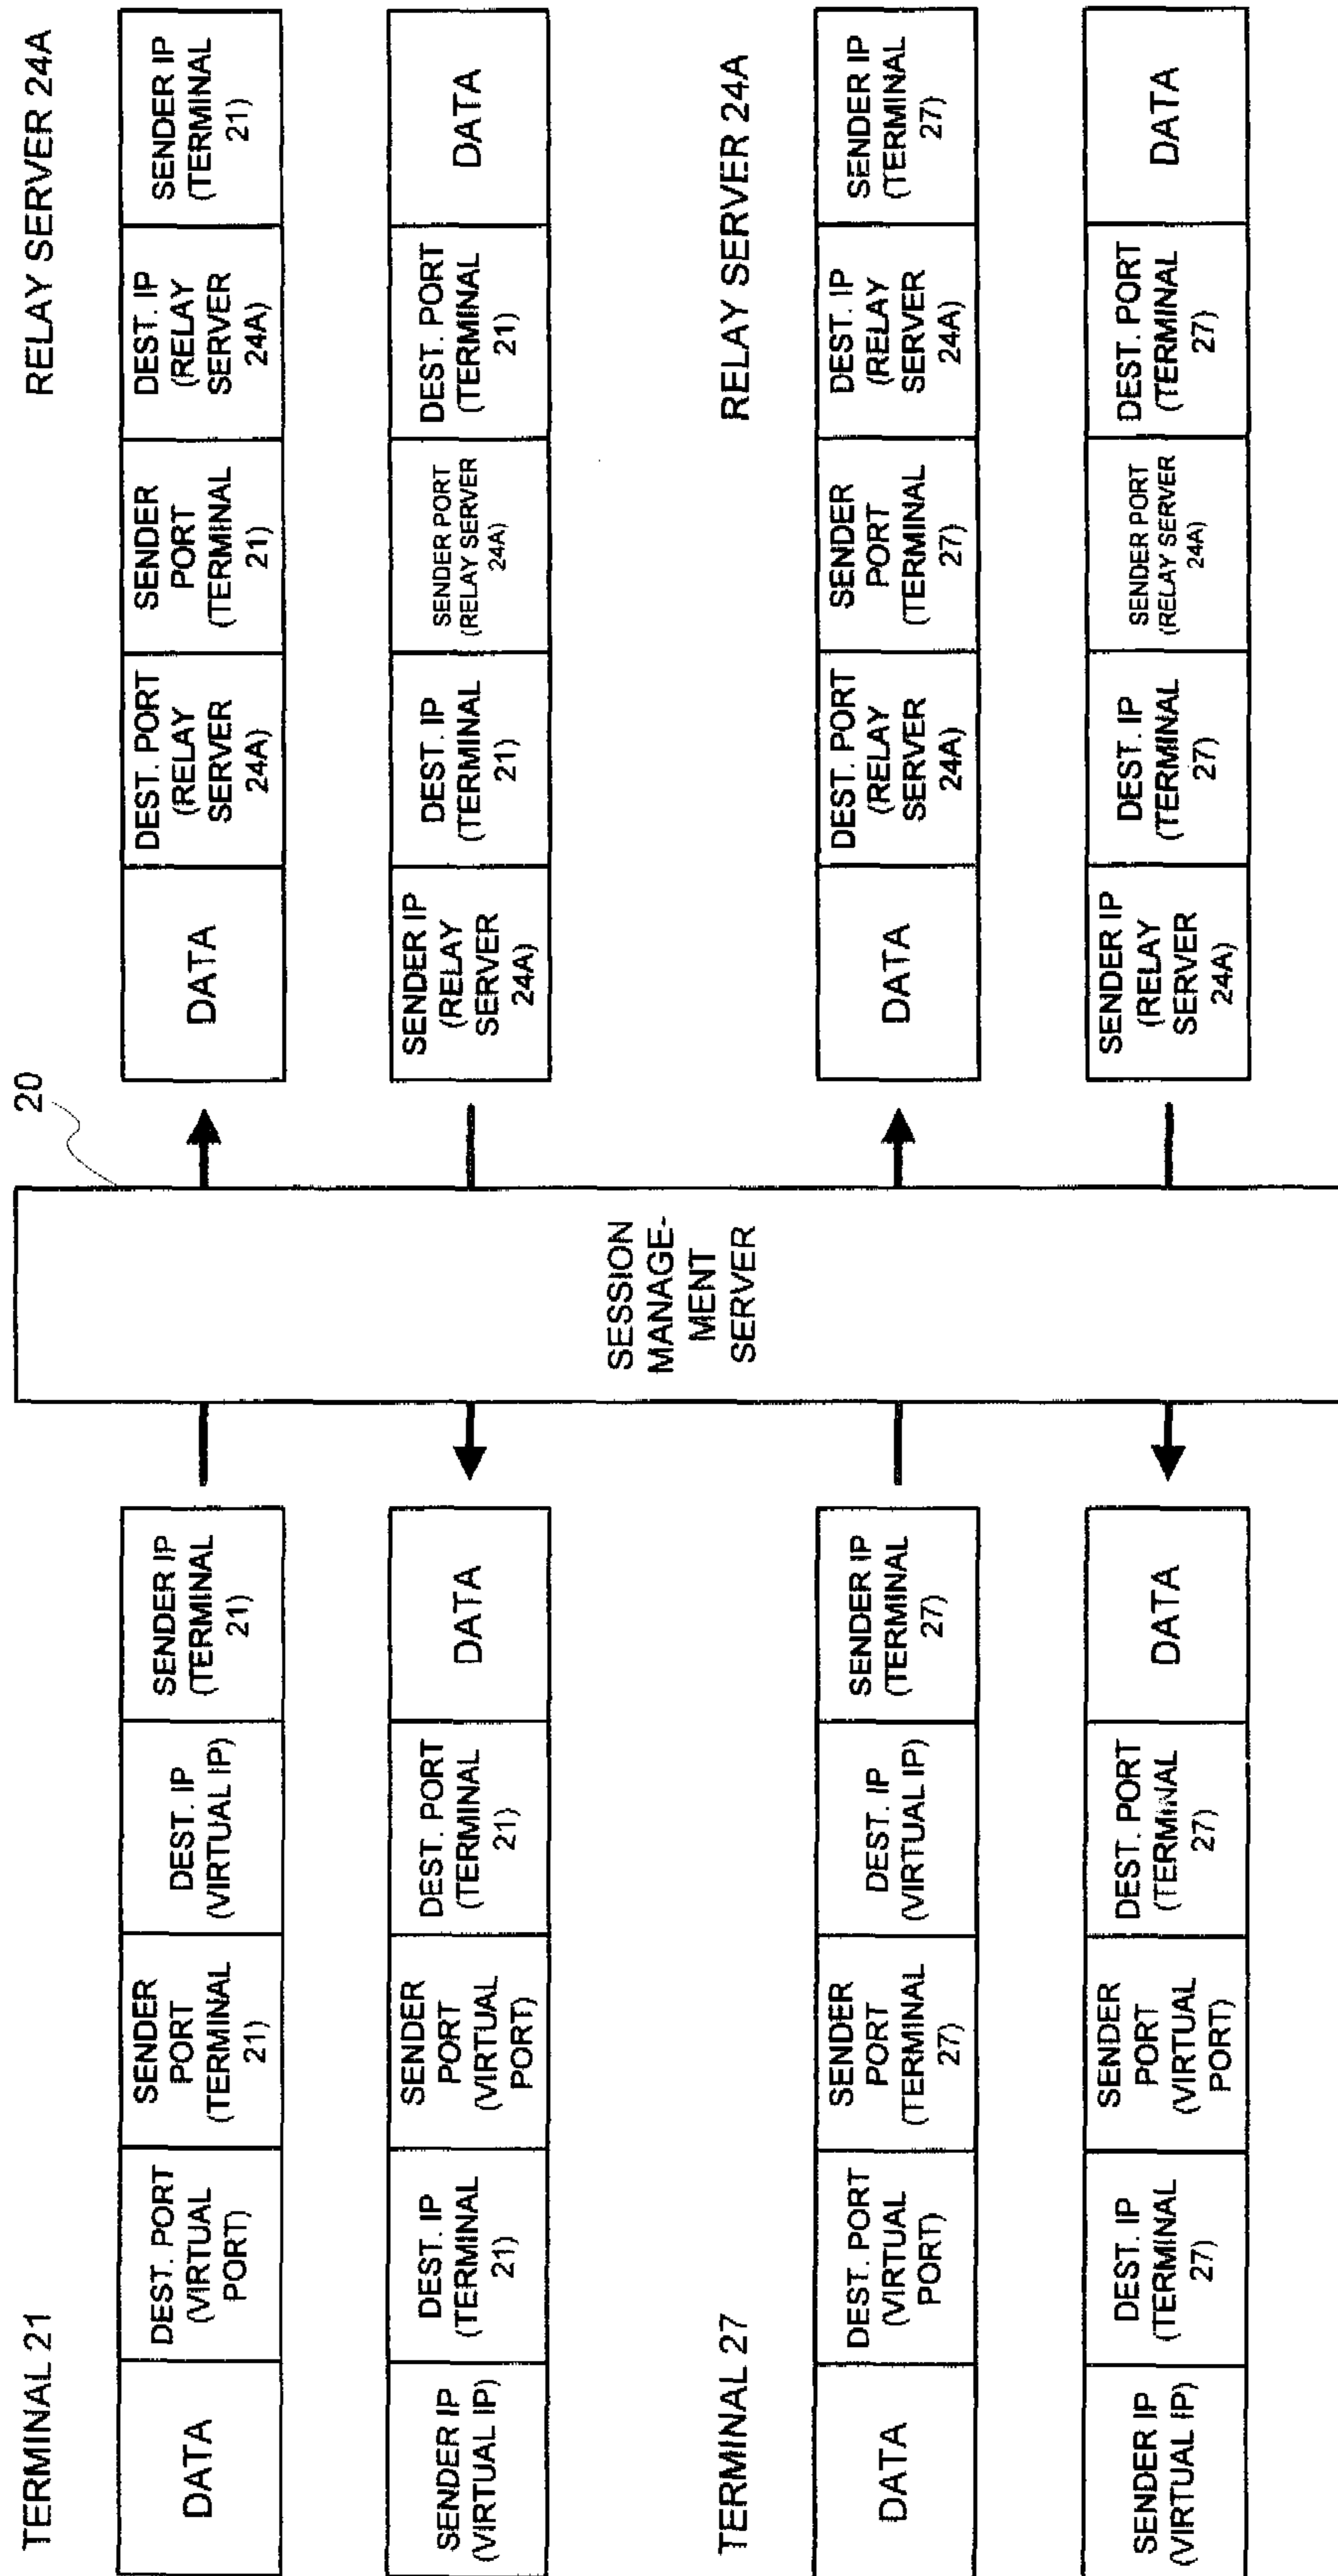 TERMINAL 21
20
RELAY SERVER 24A
DATA
DEST. PORT
(VIRTUAL
PORT)
SENDER
PORT
(TERMINAL
21)
DEST. IP
(VIRTUAL IP)
SENDER IP
(TERMINAL
21)
DATA
DEST. PORT
(RELAY
SERVER
24A)
SENDER
PORT
(TERMINAL
21)
DEST. IP
(RELAY
SERVER
24A)
SENDER IP
(TERMINAL
21)
SENDER IP
(VIRTUAL IP)
DEST. IP
(TERMINAL
21)
SENDER
PORT
(VIRTUAL
PORT)
DEST. PORT
(TERMINAL
21)
DATA
SENDER IP
(RELAY
SERVER
24A)
DEST. IP
(TERMINAL
21)
SENDER PORT
(RELAY SERVER
24A)
DEST. PORT
(TERMINAL
21)
DATA
SESSION
MANAGE-
MENT
SERVER
TERMINAL 27
RELAY SERVER 24A
DATA
DEST. PORT
(VIRTUAL
PORT)
SENDER
PORT
(TERMINAL
27)
DEST. IP
(VIRTUAL IP)
SENDER IP
(TERMINAL
27)
DATA
DEST. PORT
(RELAY
SERVER
24A)
SENDER
PORT
(TERMINAL
27)
DEST. IP
(RELAY
SERVER
24A)
SENDER IP
(TERMINAL
27)
SENDER IP
(VIRTUAL IP)
DEST. IP
(TERMINAL
27)
SENDER
PORT
(VIRTUAL
PORT)
DEST. PORT
(TERMINAL
27)
DATA
SENDER IP
(RELAY
SERVER
24A)
DEST. IP
(TERMINAL
27)
SENDER PORT
(RELAY SERVER
24A)
DEST. PORT
(TERMINAL
27)
DATA